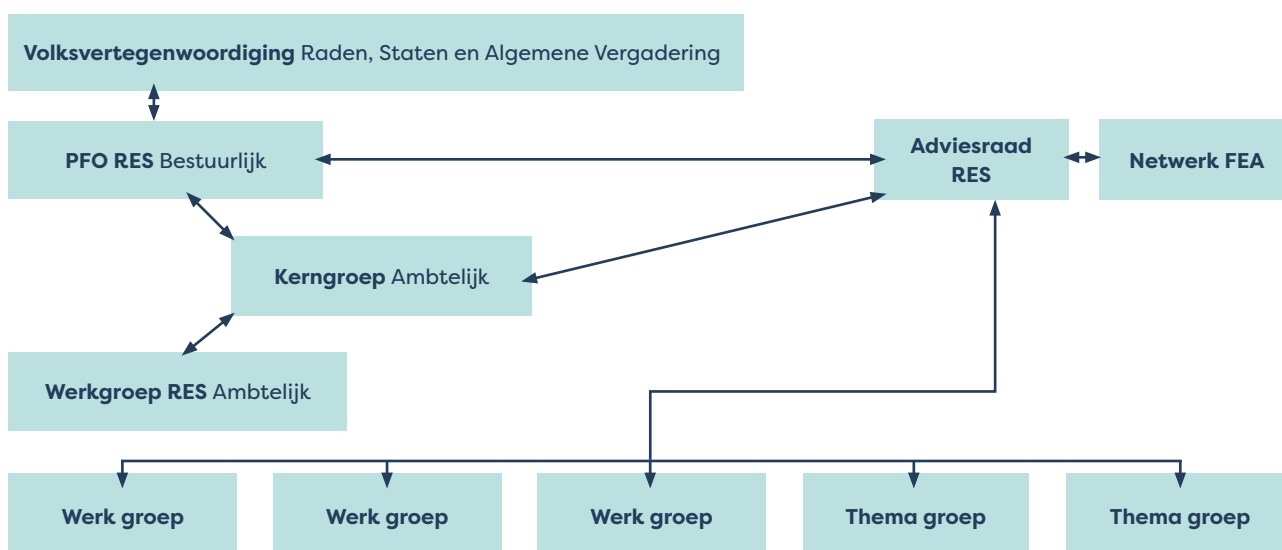 Volksvertegenwoordiging Raden, Staten en Algemene Vergadering
PFO RES Bestuurlijk
Adviesraad
RES
Netwerk FEA
Kerngroep Ambtelijk
Werkgroep RES Ambtelijk
Werk groep
Werk groep
Werk groep
Thema groep
Thema groep